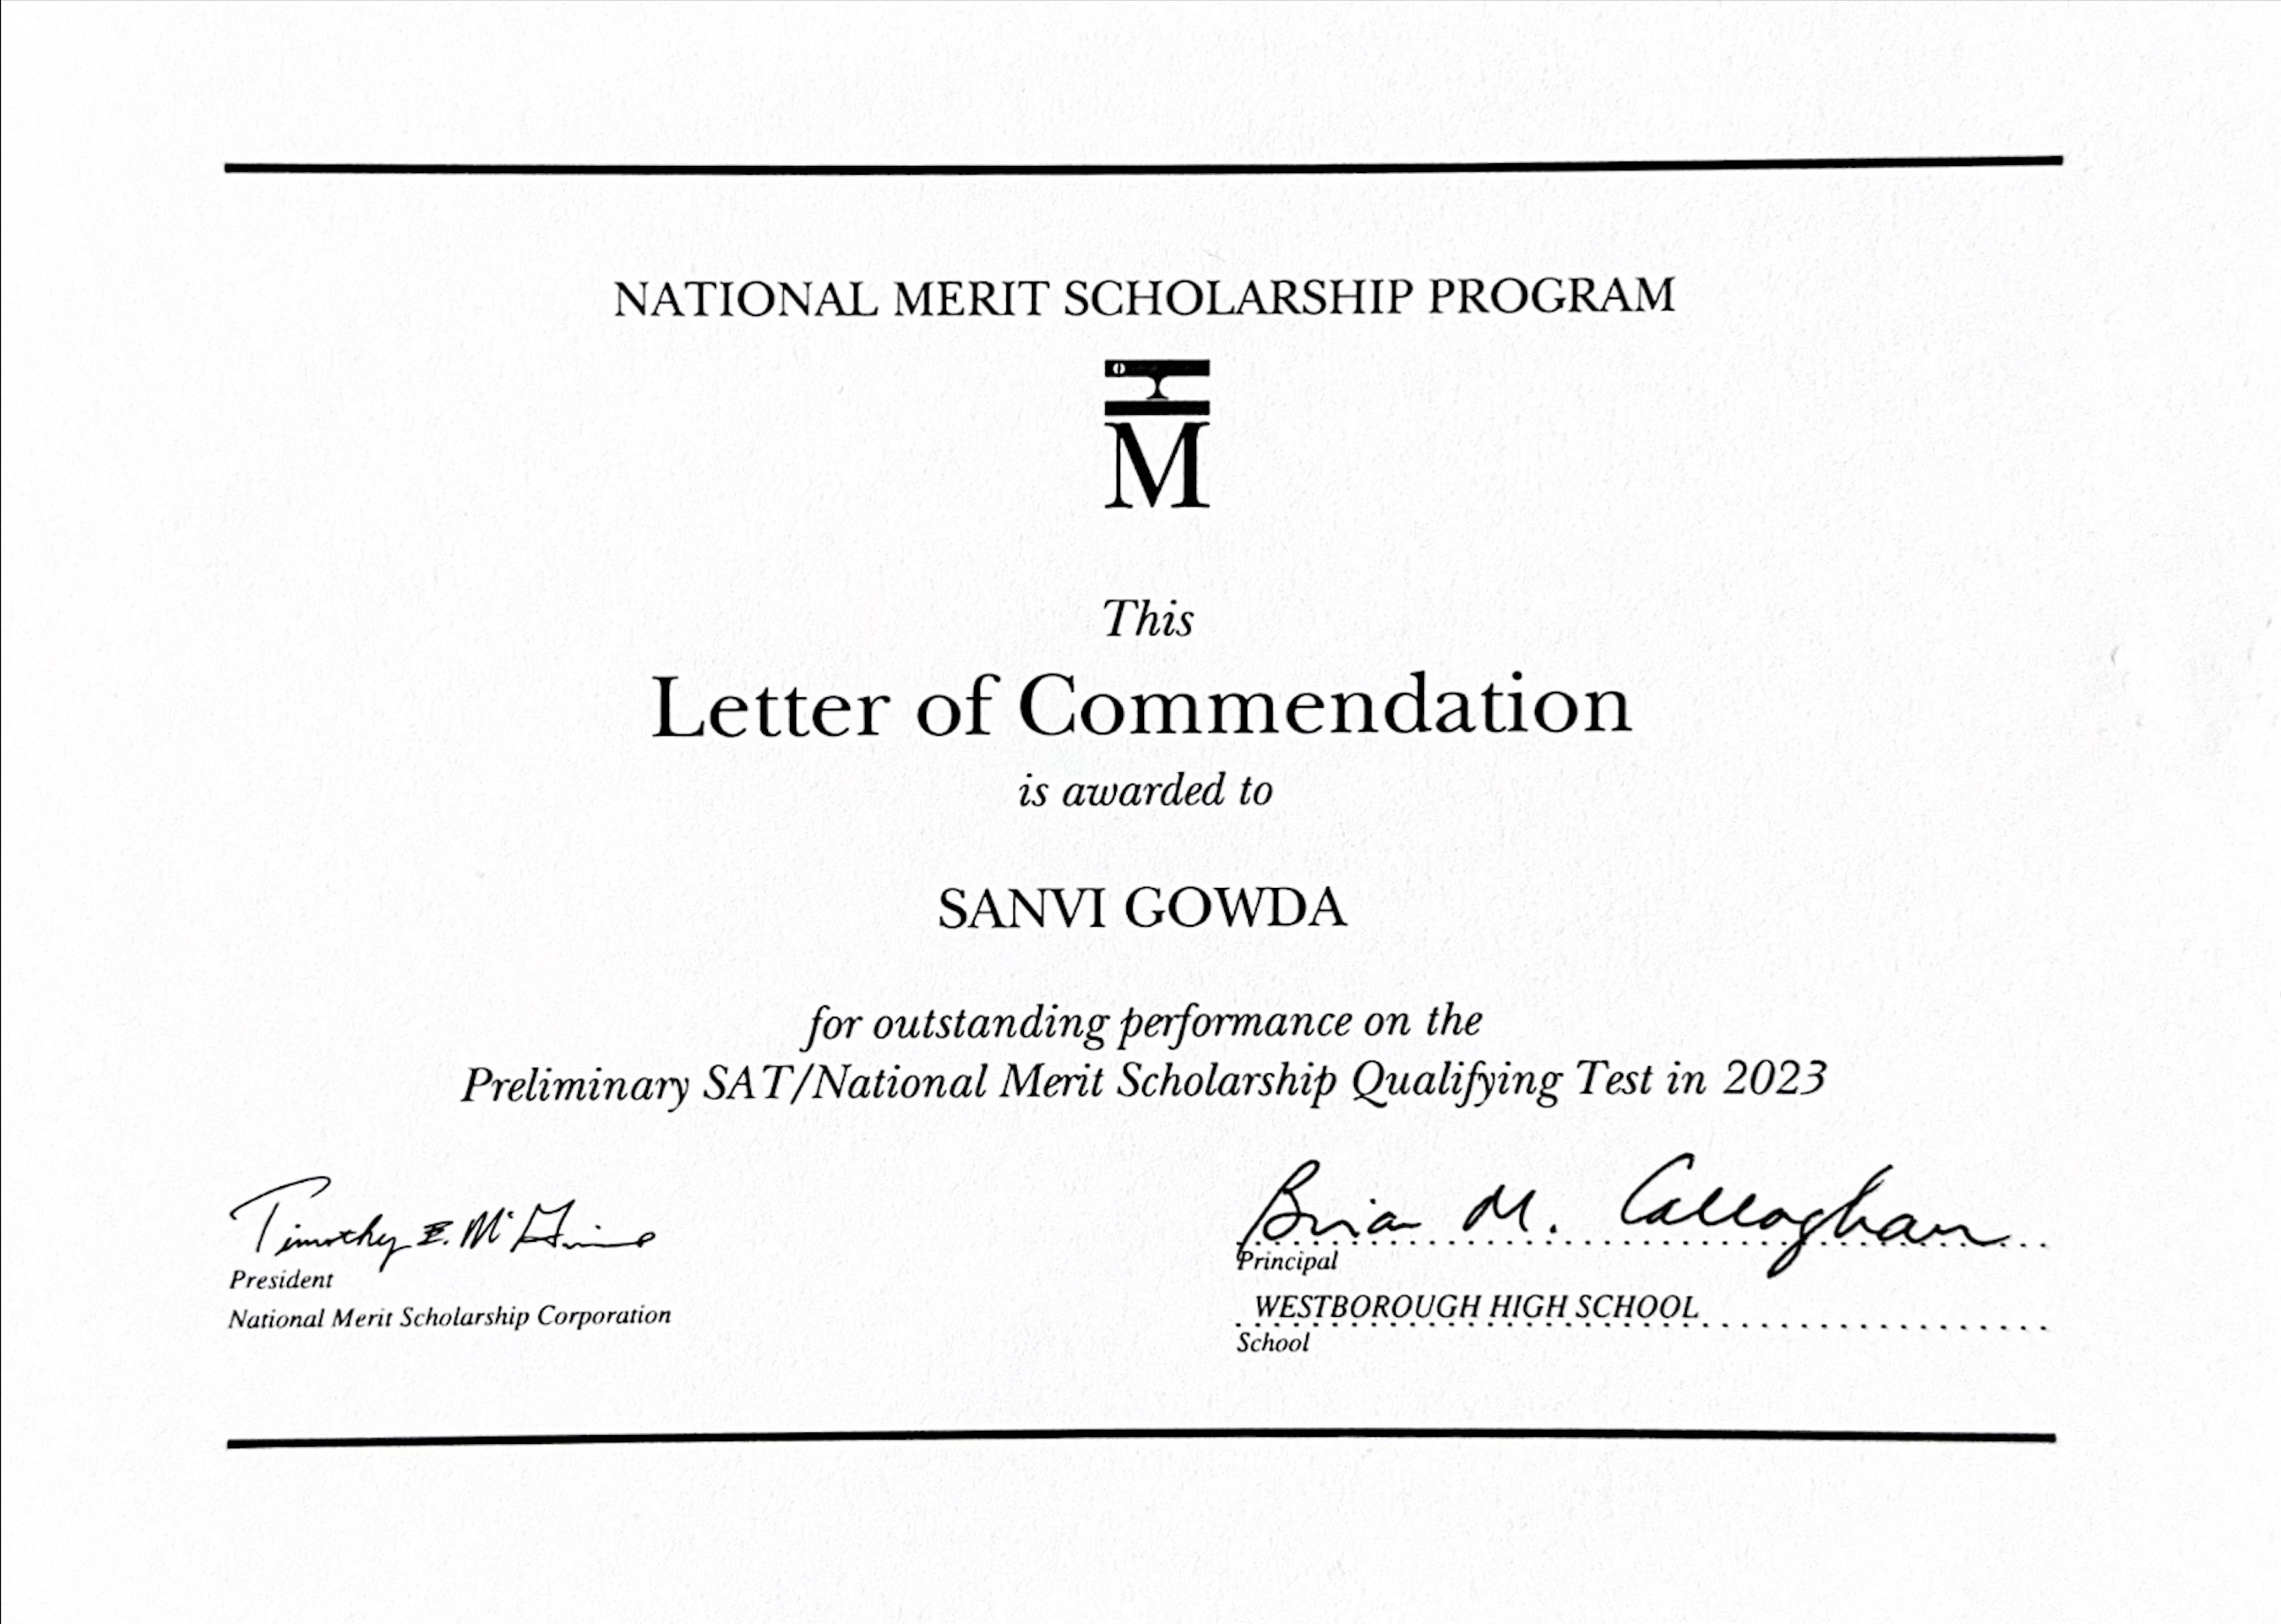 NATIONAL MERIT SCHOLARSHIP PROGRAM
M
This
Letter of Commendation
is awarded to
SANVI GOWDA
for outstanding performance on the
Preliminary SAT/National Merit Scholarship Qualifying Test in 2023
Timothy E. McGuire
President
National Merit Scholarship Corporation
Brian M. Callaghan
Principal
WESTBOROUGH HIGH SCHOOL
School